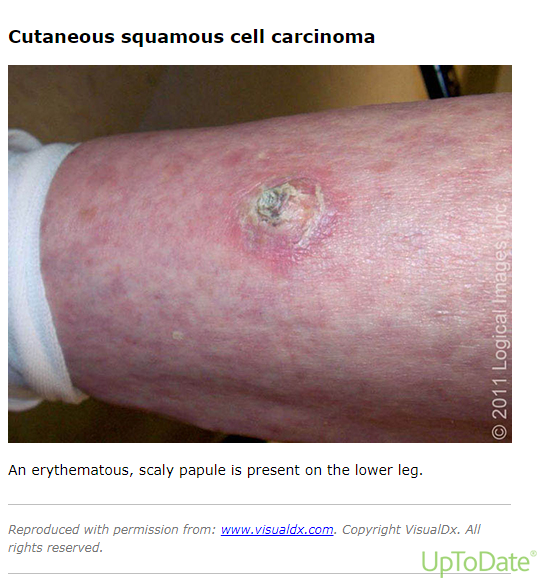 Cutaneous squamous cell carcinoma
© 2011 Logical Images, Inc.
An erythematous, scaly papule is present on the lower leg.
Reproduced with permission from: www.visualdx.com. Copyright VisualDx. All
rights reserved.
UpToDate®